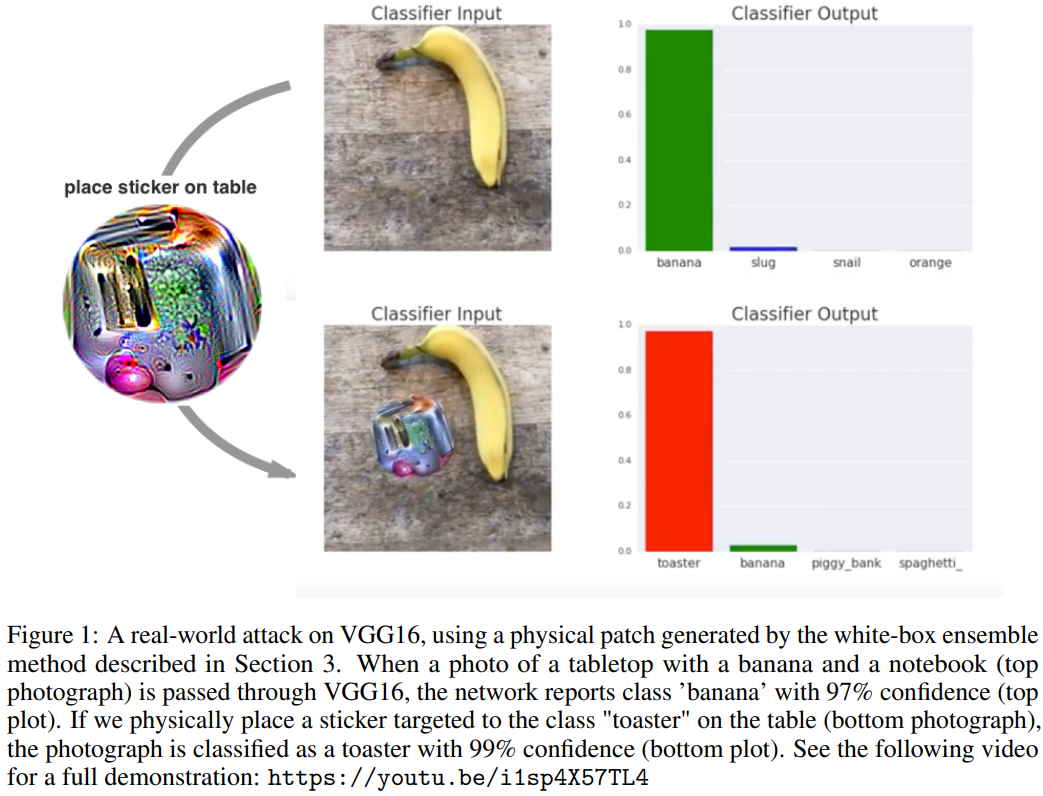 Classifier Input
Classifier Output
place sticker on table
1.0
0.8
0.6
0.4
0.2
0.0
banana slug snail orange
Classifier Input
Classifier Output
1.0
0.8
0.6
0.4
0.2
0.0
toaster banana piggy_bank spaghetti_
Figure 1: A real-world attack on VGG16, using a physical patch generated by the white-box ensemble
method described in Section 3. When a photo of a tabletop with a banana and a notebook (top
photograph) is passed through VGG16, the network reports class ’banana’ with 97% confidence (top
plot). If we physically place a sticker targeted to the class "toaster" on the table (bottom photograph),
the photograph is classified as a toaster with 99% confidence (bottom plot). See the following video
for a full demonstration: https://youtu.be/i1sp4X57TL4